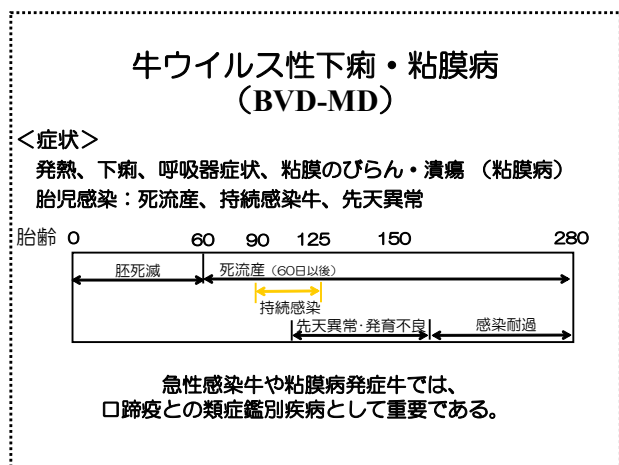 牛ウイルス性下痢・粘膜病
（BVD-MD）
＜症状＞
発熱、下痢、呼吸器症状、粘膜のびらん・潰瘍 （粘膜病）
胎児感染：死流産、持続感染牛、先天異常
胎齢 0 60 90 125 150 280
胚死滅 死流産（60日以後）
持続感染
先天異常・発育不良 感染耐過
急性感染牛や粘膜病発症牛では、
口蹄疫との類症鑑別疾病として重要である。